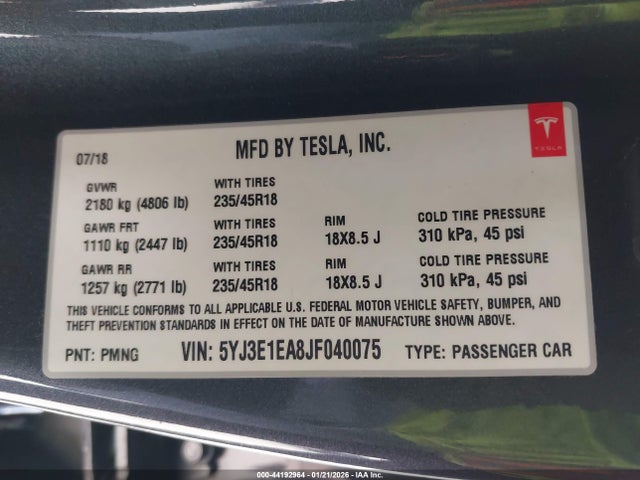 07/18 MFD BY TESLA, INC. TESLA
GVWR WITH TIRES
2180 kg (4806 lb) 235/45R18
GAWR FRT WITH TIRES RIM COLD TIRE PRESSURE
1110 kg (2447 lb) 235/45R18 18X8.5 J 310 kPa, 45 psi
GAWR RR WITH TIRES RIM COLD TIRE PRESSURE
1257 kg (2771 lb) 235/45R18 18X8.5 J 310 kPa, 45 psi
THIS VEHICLE CONFORMS TO ALL APPLICABLE U.S. FEDERAL MOTOR VEHICLE SAFETY, BUMPER, AND
THEFT PREVENTION STANDARDS IN EFFECT ON THE DATE OF MANUFACTURE SHOWN ABOVE.
PNT: PMNG VIN: 5YJ3E1EA8JF040075 TYPE: PASSENGER CAR
000-44192964 - 01/21/2026 - IAA Inc.